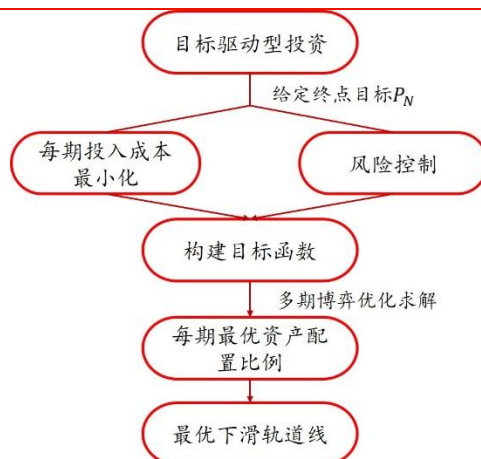 目标驱动型投资
给定终点目标P_N
每期投入成本
最小化
风险控制
构建目标函数
多期博弈优化求解
每期最优资产配
置比例
最优下滑轨道线